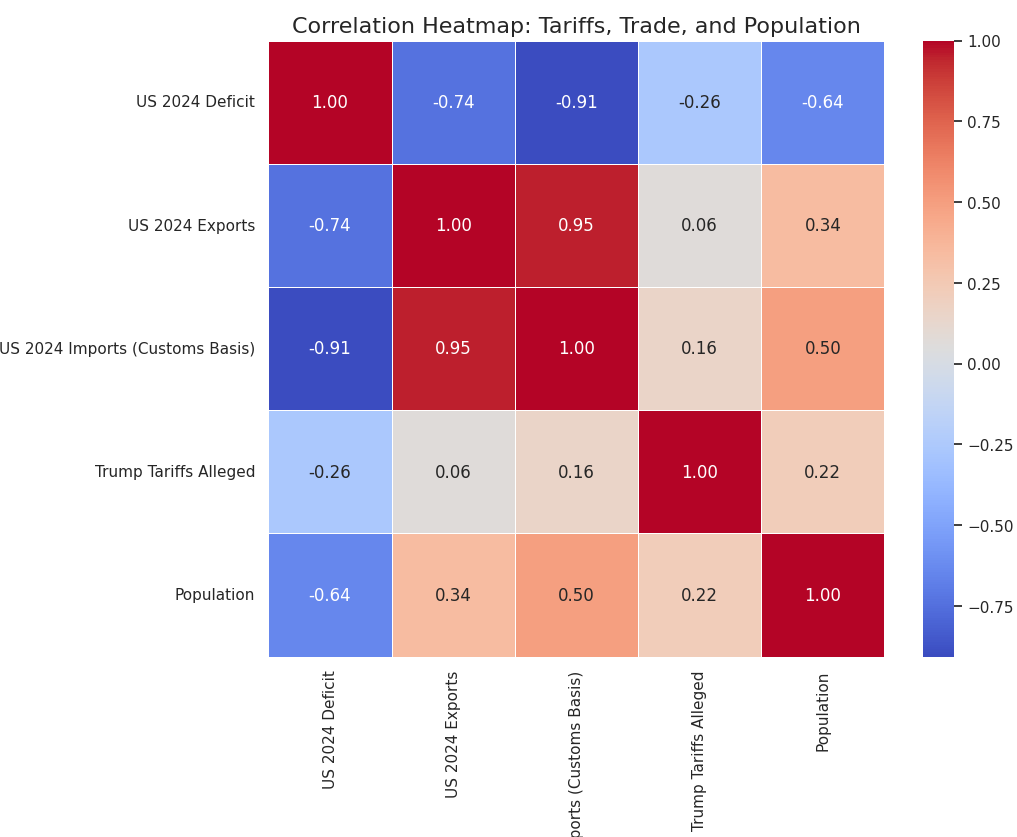 Correlation Heatmap: Tariffs, Trade, and Population
US 2024 Deficit 1.00 -0.74 -0.91 -0.26 -0.64
US 2024 Exports -0.74 1.00 0.95 0.06 0.34
US 2024 Imports (Customs Basis) -0.91 0.95 1.00 0.16 0.50
Trump Tariffs Alleged -0.26 0.06 0.16 1.00 0.22
Population -0.64 0.34 0.50 0.22 1.00
US 2024 Deficit
US 2024 Exports
ports (Customs Basis)
Trump Tariffs Alleged
Population
1.00
0.75
0.50
0.25
0.00
−0.25
−0.50
−0.75